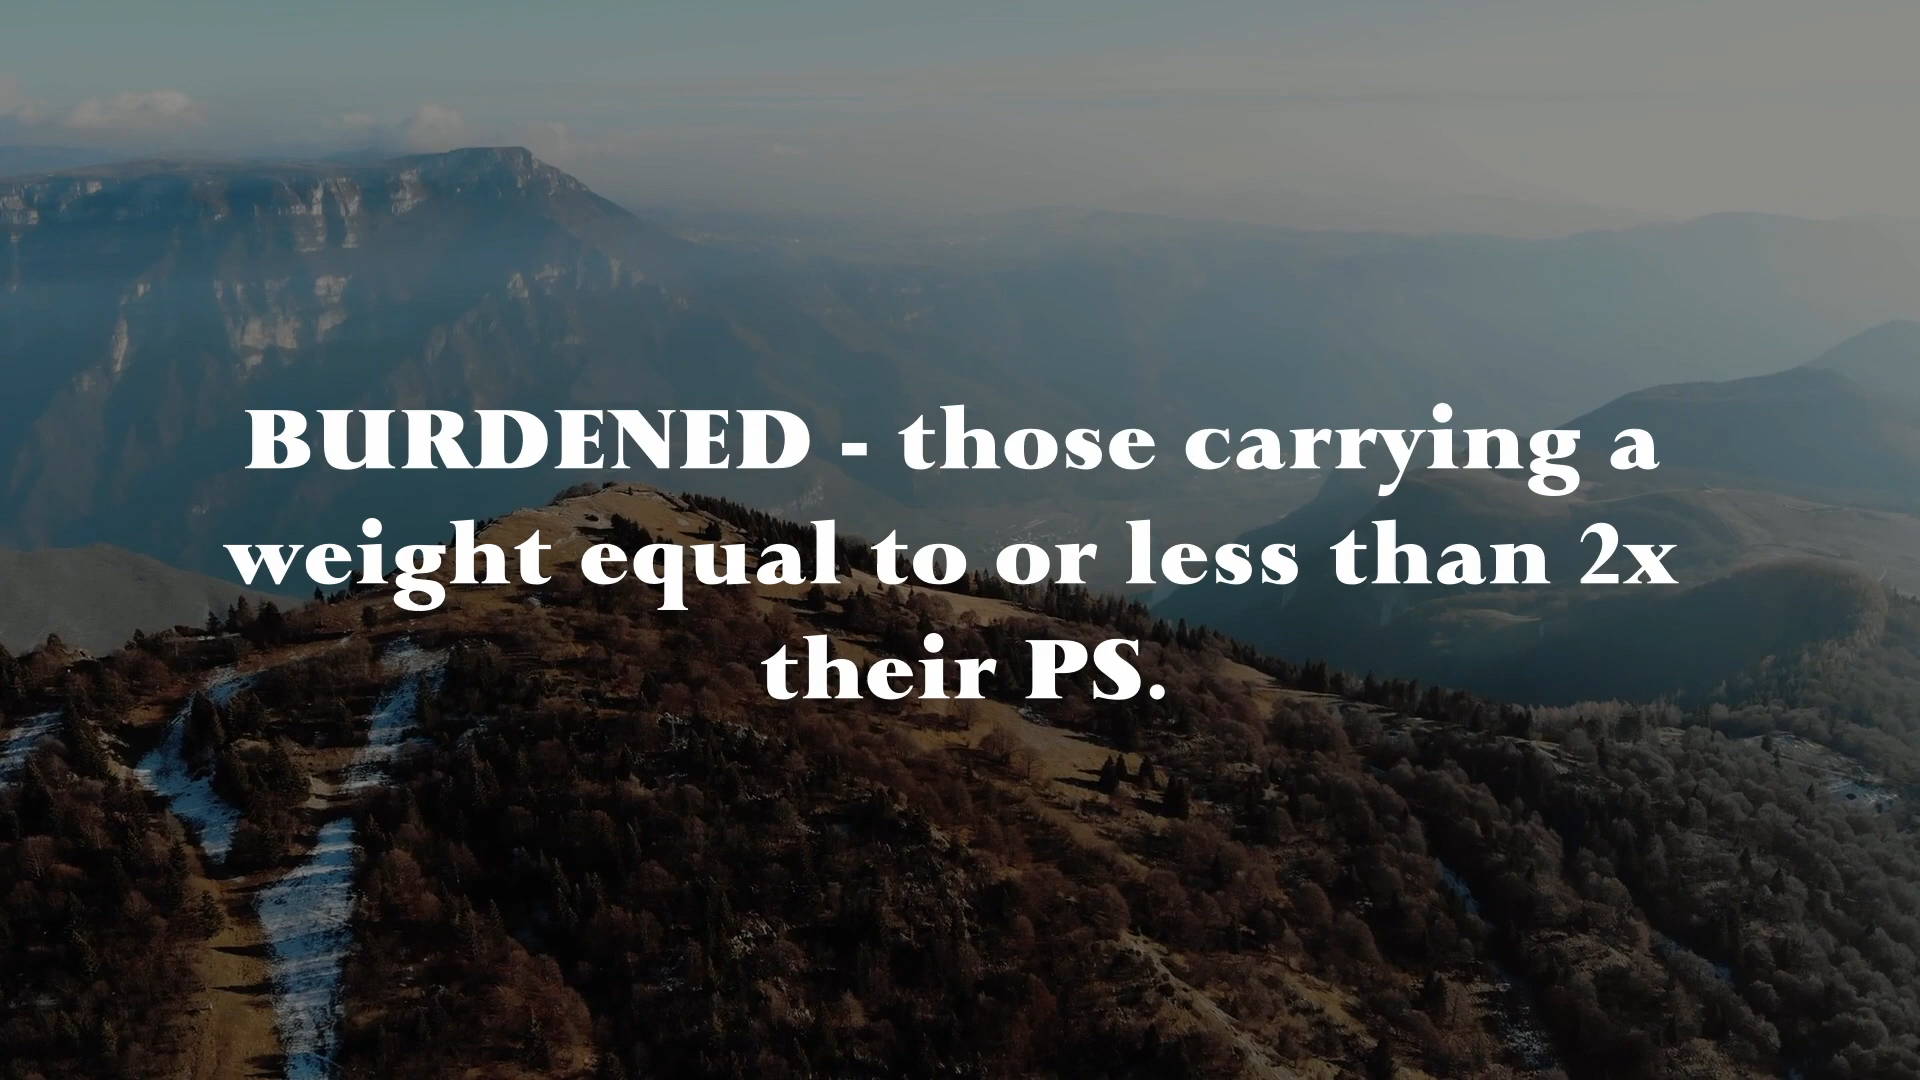 BURDENED - those carrying a
weight equal to or less than 2x
their PS.